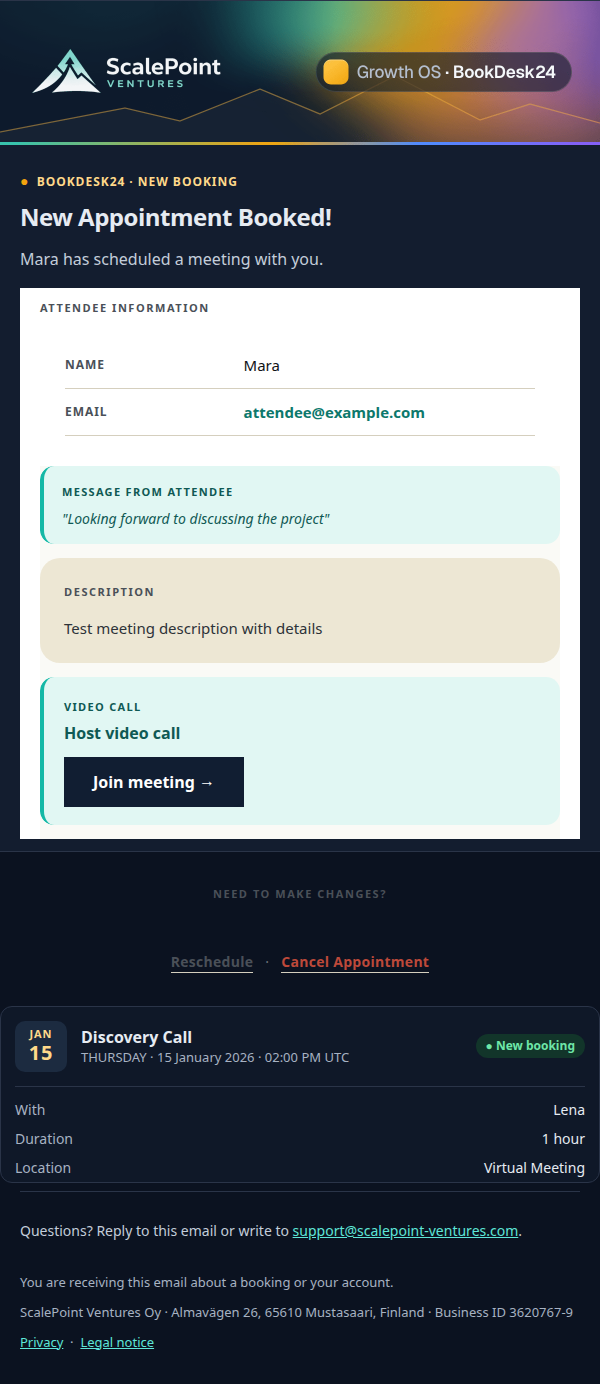 ScalePoint
VENTURES
Growth OS · BookDesk24
● BOOKDESK24 · NEW BOOKING
New Appointment Booked!
Mara has scheduled a meeting with you.
ATTENDEE INFORMATION
NAME Mara
EMAIL attendee@example.com
MESSAGE FROM ATTENDEE
"Looking forward to discussing the project"
DESCRIPTION
Test meeting description with details
VIDEO CALL
Host video call
Join meeting →
NEED TO MAKE CHANGES?
Reschedule · Cancel Appointment
JAN
15
Discovery Call
THURSDAY · 15 January 2026 · 02:00 PM UTC
● New booking
With Lena
Duration 1 hour
Location Virtual Meeting
Questions? Reply to this email or write to support@scalepoint-ventures.com.
You are receiving this email about a booking or your account.
ScalePoint Ventures Oy · Almavägen 26, 65610 Mustasaari, Finland · Business ID 3620767-9
Privacy · Legal notice